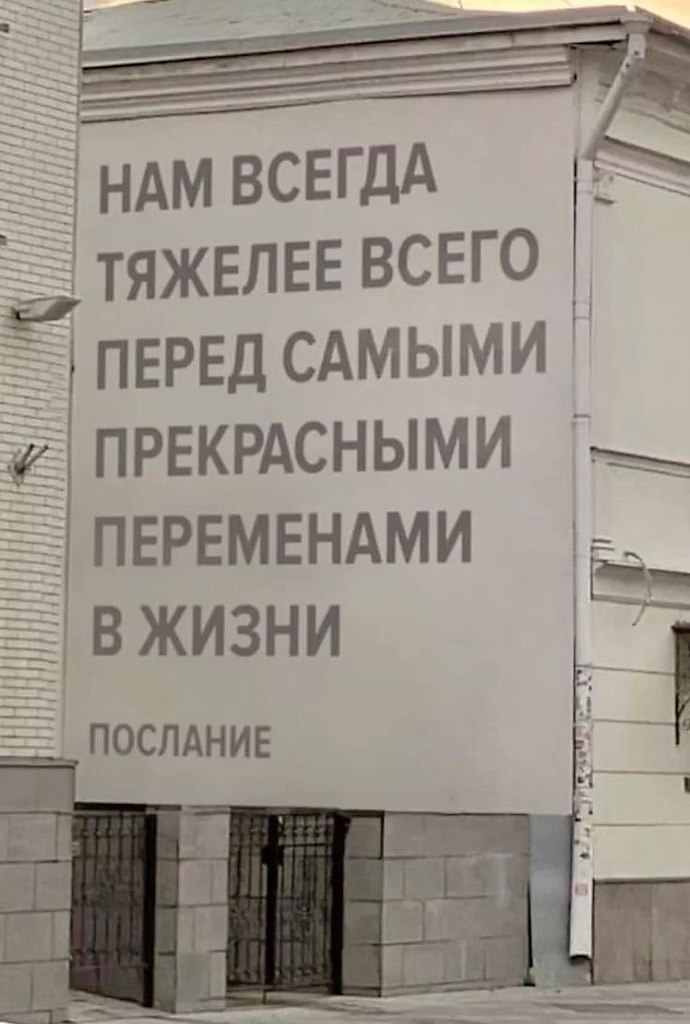 НАМ ВСЕГДА
ТЯЖЕЛЕЕ ВСЕГО
ПЕРЕД САМЫМИ
ПРЕКРАСНЫМИ
ПЕРЕМЕНАМИ
В ЖИЗНИ
ПОСЛАНИЕ